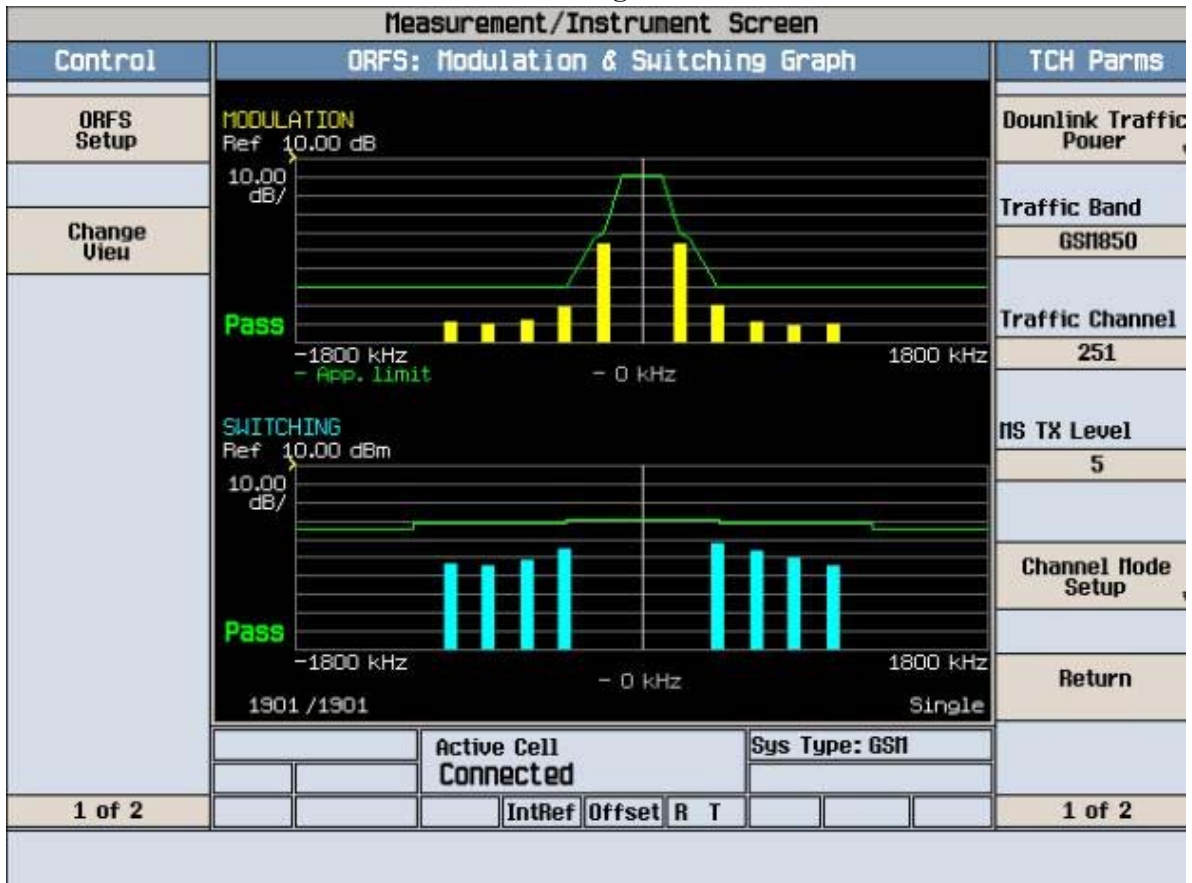 Measurement/Instrument Screen
Control
ORFS: Modulation & Switching Graph
TCH Parms
ORFS
Setup
Change
View
1 of 2
MODULATION
Ref 10.00 dB
10.00
dB/
Pass
-1800 kHz
1800 kHz
- App. limit
- 0 kHz
SWITCHING
Ref 10.00 dBm
10.00
dB/
Pass
-1800 kHz
1800 kHz
- 0 kHz
1901 /1901
Single
Active Cell
Connected
Sys Type: GSM
IntRef
Offset
R T
Downlink Traffic
Power
Traffic Band
GSM850
Traffic Channel
251
MS TX Level
5
Channel Mode
Setup
Return
1 of 2